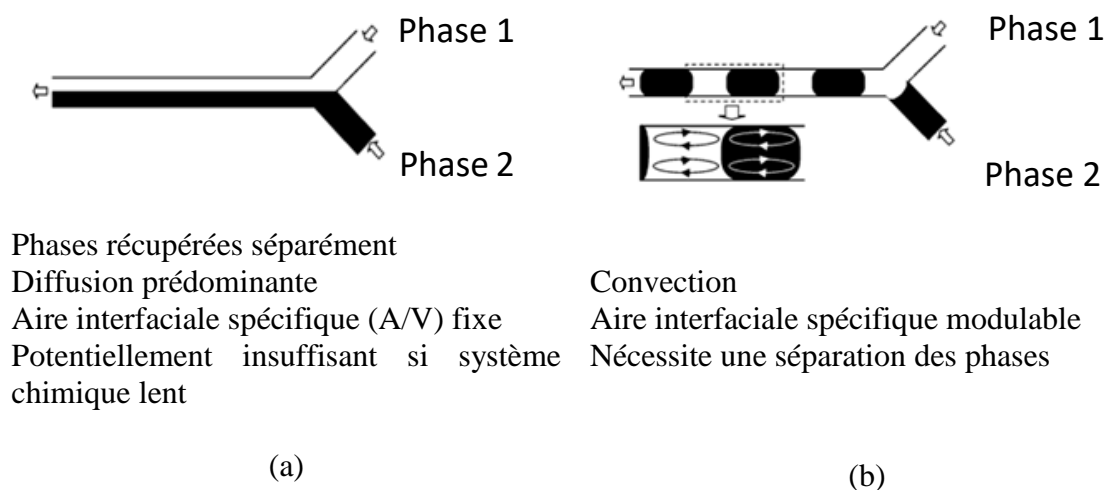 Phase 1
Phase 2
Phases récupérées séparément
Diffusion prédominante
Aire interfaciale spécifique (A/V) fixe
Potentiellement insuffisant si système
chimique lent
(a)
Phase 1
Phase 2
Convection
Aire interfaciale spécifique modulable
Nécessite une séparation des phases
(b)